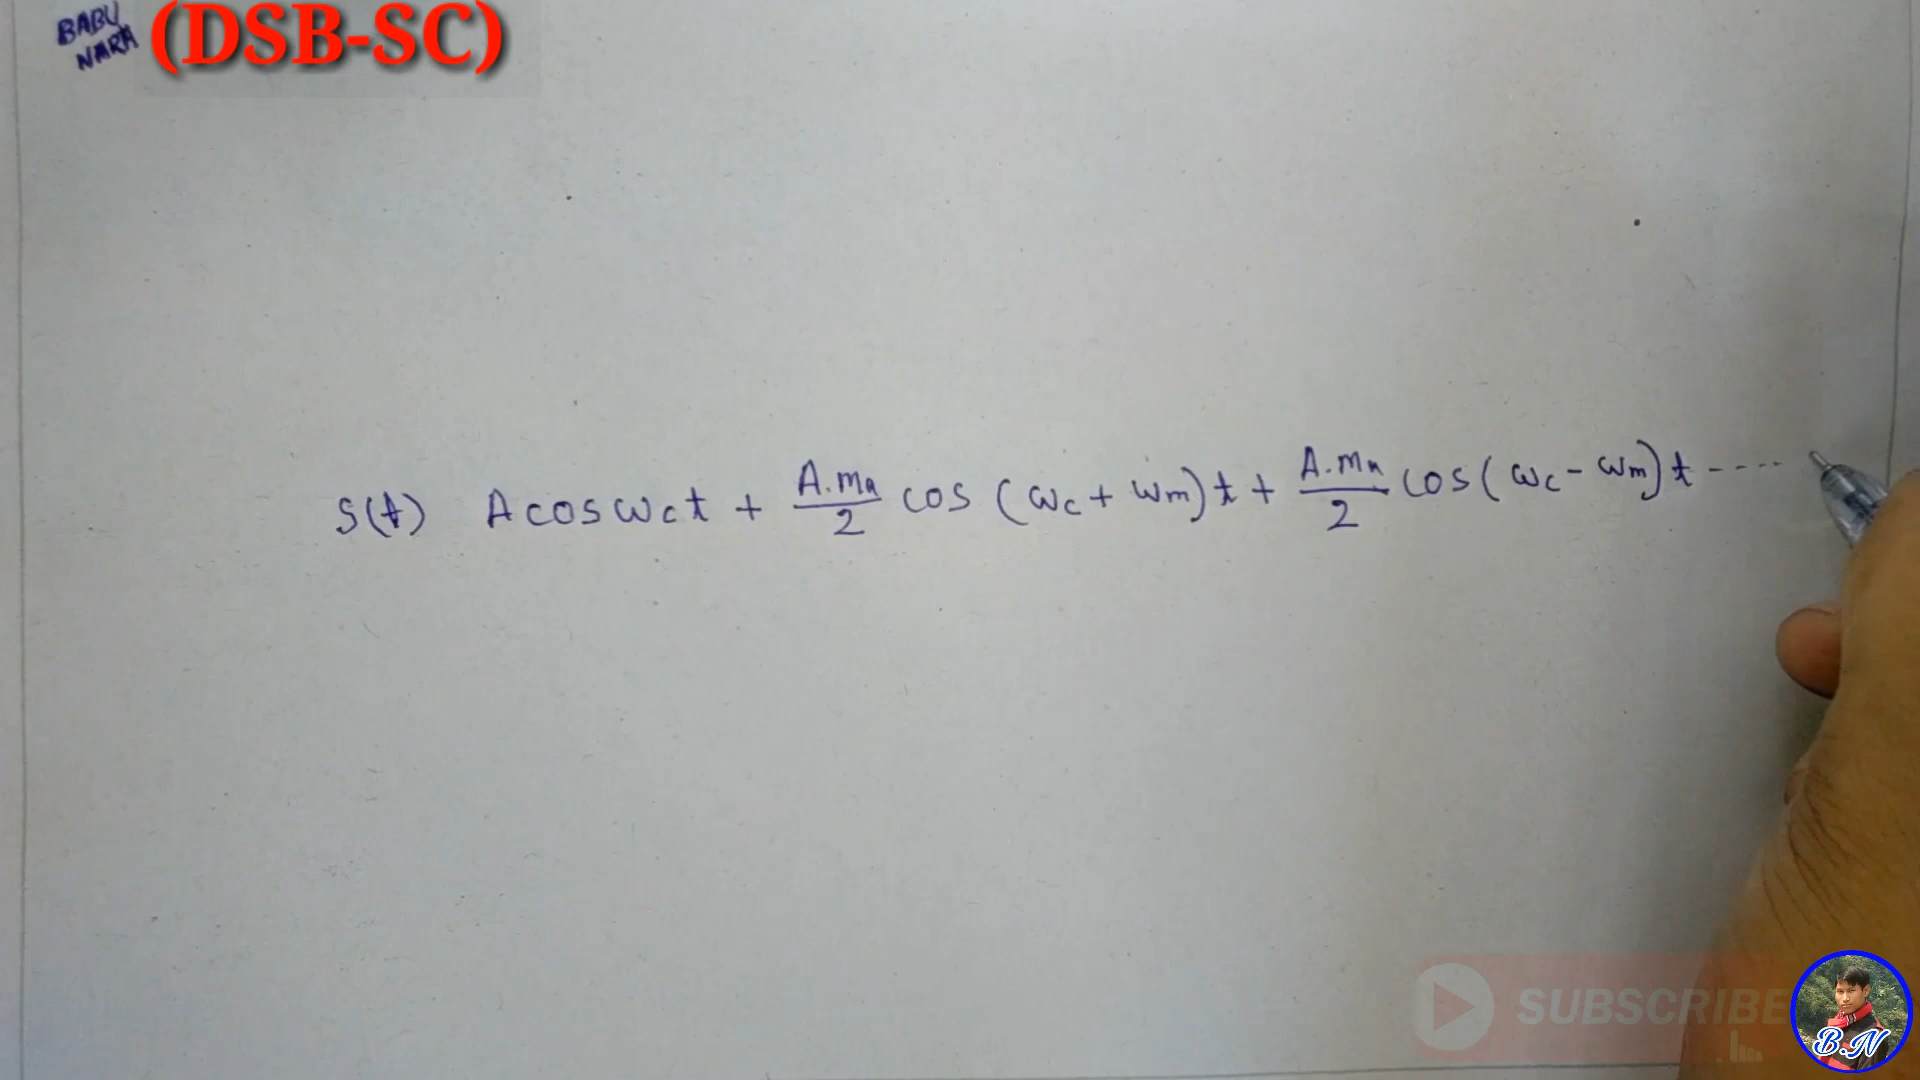 BABU
NARA
(DSB-SC)
S(t) A cos ωct + A.ma/2 cos (ωc + ωm) t + A.ma/2 cos (ωc - ωm) t ----
SUBSCRIBE
B.N